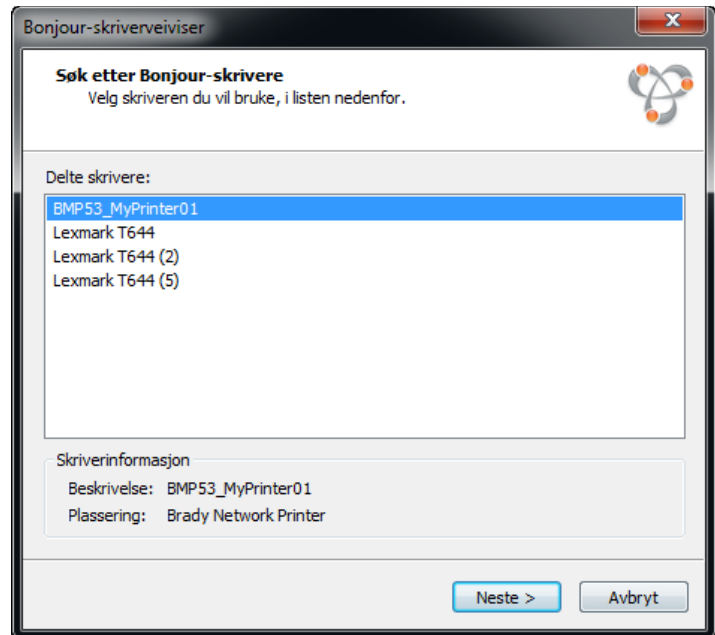 Bonjour-skriverveiviser
Søk etter Bonjour-skrivere
Velg skriveren du vil bruke, i listen nedenfor.
Delte skrivere:
BMP53_MyPrinter01
Lexmark T644
Lexmark T644 (2)
Lexmark T644 (5)
Skriverinformasjon
Beskrivelse: BMP53_MyPrinter01
Plassering: Brady Network Printer
Neste > Avbryt